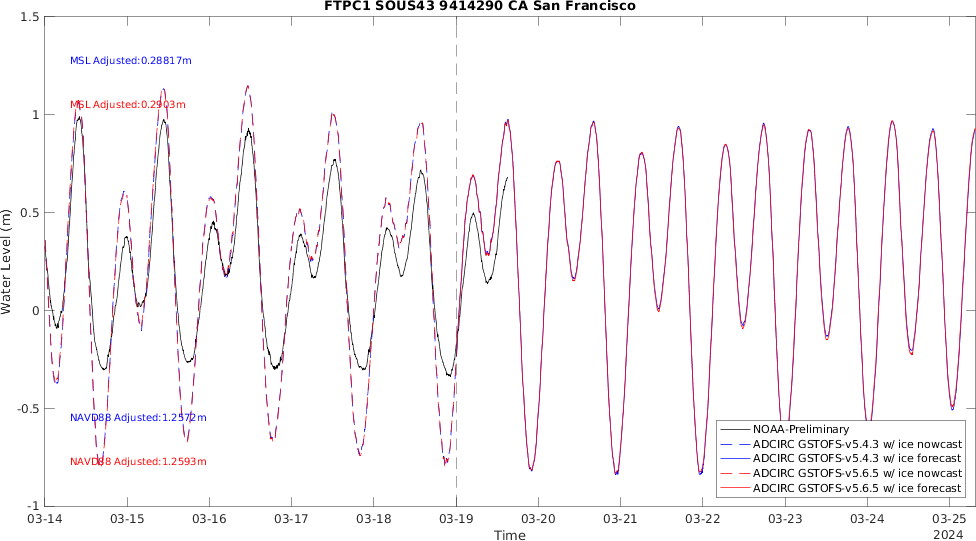 FTPC1 SOUS43 9414290 CA San Francisco
1.5
1
0.5
0
-0.5
-1
Water Level (m)
MSL Adjusted:0.28817m
MSL Adjusted:0.2903m
NAVD88 Adjusted:1.2572m
NAVD88 Adjusted:1.2593m
NOAA-Preliminary
ADCIRC GSTOFS-v5.4.3 w/ ice nowcast
ADCIRC GSTOFS-v5.4.3 w/ ice forecast
ADCIRC GSTOFS-v5.6.5 w/ ice nowcast
ADCIRC GSTOFS-v5.6.5 w/ ice forecast
03-14 03-15 03-16 03-17 03-18 03-19 03-20 03-21 03-22 03-23 03-24 03-25
Time
2024